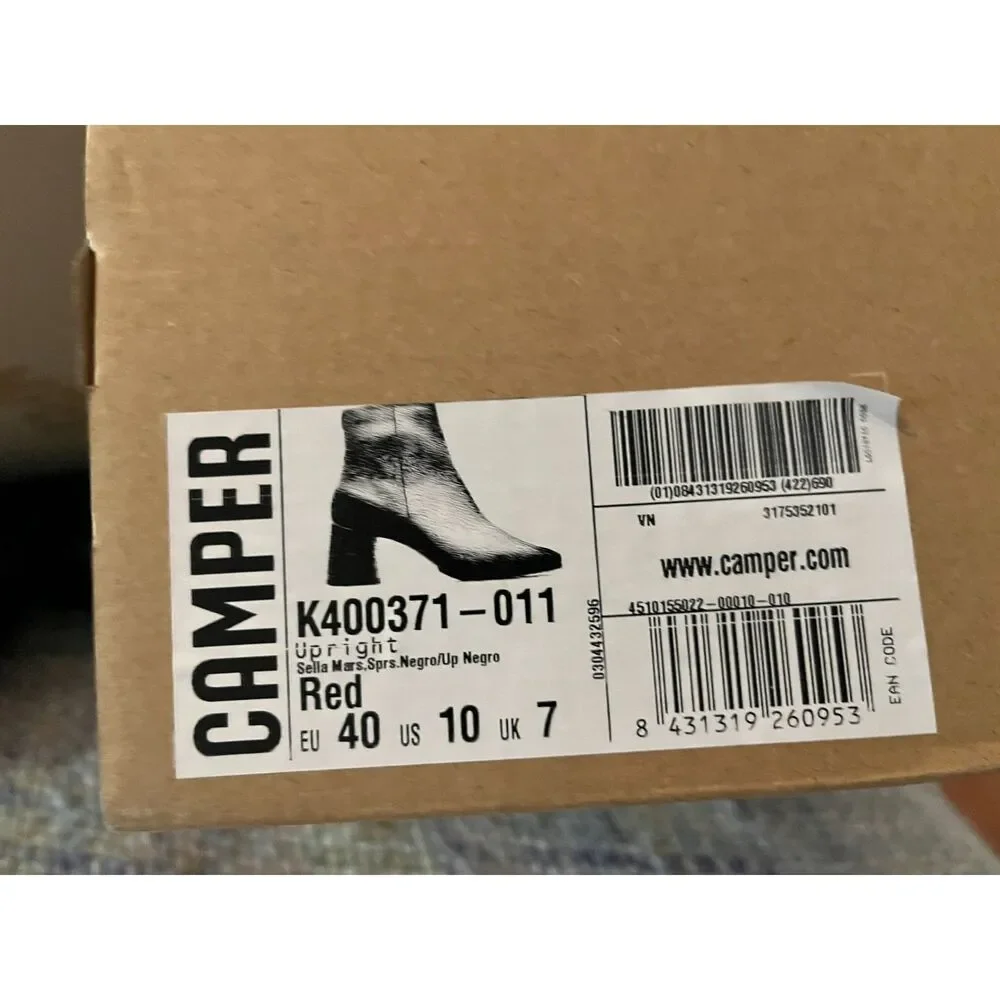 CAMPER
K400371-011
Upright
Sella Mars,Sprs.Negro/Up Negro
Red
EU 40 US 10 UK 7
0304432596
(01)08431319260953 (422)690
VN 3175352101
www.camper.com
4510155022-00010-010
8 431319 260953
EAN CODE